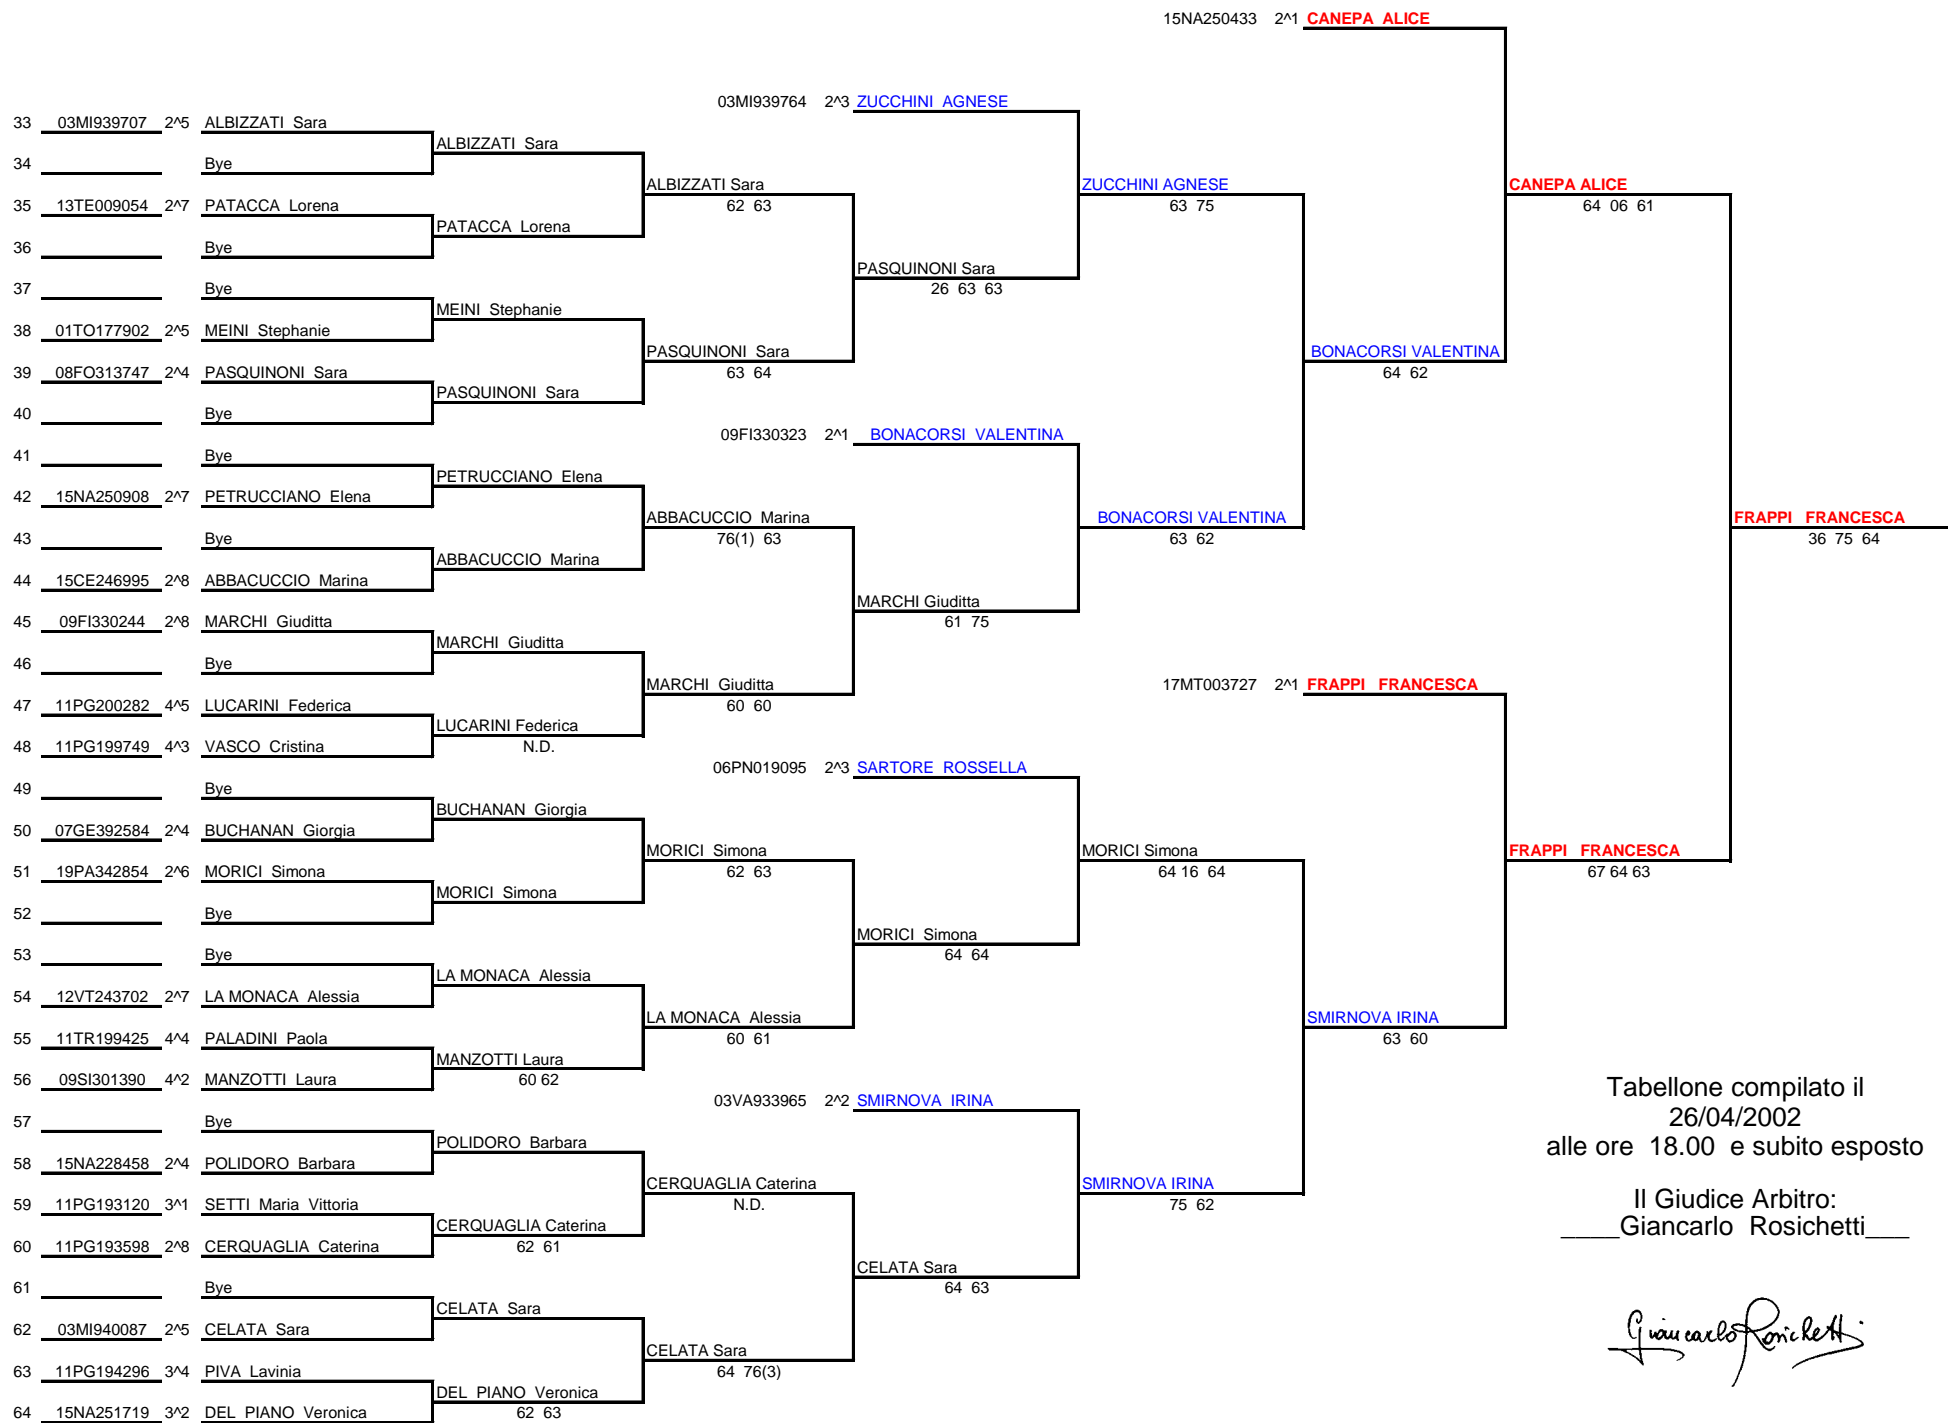 15NA250433 2^1 CANEPA ALICE
03MI939764 2^3 ZUCCHINI AGNESE
33 03MI939707 2^5 ALBIZZATI Sara
ALBIZZATI Sara
34 Bye
ALBIZZATI Sara ZUCCHINI AGNESE CANEPA ALICE
35 13TE009054 2^7 PATACCA Lorena 62 63 63 75 64 06 61
PATACCA Lorena
36 Bye
PASQUINONI Sara
37 Bye 26 63 63
MEINI Stephanie
38 01TO177902 2^5 MEINI Stephanie
PASQUINONI Sara BONACORSI VALENTINA
39 08FO313747 2^4 PASQUINONI Sara 63 64 64 62
PASQUINONI Sara
40 Bye
09FI330323 2^1 BONACORSI VALENTINA
41 Bye
PETRUCCIANO Elena
42 15NA250908 2^7 PETRUCCIANO Elena
ABBACUCCIO Marina BONACORSI VALENTINA FRAPPI FRANCESCA
43 Bye 76(1) 63 63 62 36 75 64
ABBACUCCIO Marina
44 15CE246995 2^8 ABBACUCCIO Marina
MARCHI Giuditta
45 09FI330244 2^8 MARCHI Giuditta 61 75
MARCHI Giuditta
46 Bye
MARCHI Giuditta 17MT003727 2^1 FRAPPI FRANCESCA
47 11PG200282 4^5 LUCARINI Federica 60 60
LUCARINI Federica
48 11PG199749 4^3 VASCO Cristina N.D.
06PN019095 2^3 SARTORE ROSSELLA
49 Bye
BUCHANAN Giorgia
50 07GE392584 2^4 BUCHANAN Giorgia
MORICI Simona MORICI Simona FRAPPI FRANCESCA
51 19PA342854 2^6 MORICI Simona 62 63 64 16 64 67 64 63
MORICI Simona
52 Bye
MORICI Simona
53 Bye 64 64
LA MONACA Alessia
54 12VT243702 2^7 LA MONACA Alessia
LA MONACA Alessia SMIRNOVA IRINA
55 11TR199425 4^4 PALADINI Paola 60 61 63 60
MANZOTTI Laura
56 09SI301390 4^2 MANZOTTI Laura 60 62
Tabellone compilato il
03VA933965 2^2 SMIRNOVA IRINA
26/04/2002
57 Bye
POLIDORO Barbara
alle ore 18.00 e subito esposto
58 15NA228458 2^4 POLIDORO Barbara
CERQUAGLIA Caterina SMIRNOVA IRINA
Il Giudice Arbitro:
59 11PG193120 3^1 SETTI Maria Vittoria N.D. 75 62
CERQUAGLIA Caterina
____Giancarlo Rosichetti___
60 11PG193598 2^8 CERQUAGLIA Caterina 62 61
CELATA Sara
61 Bye 64 63
CELATA Sara
62 03MI940087 2^5 CELATA Sara
Giancarlo Rosichetti
CELATA Sara
63 11PG194296 3^4 PIVA Lavinia 64 76(3)
DEL PIANO Veronica
64 15NA251719 3^2 DEL PIANO Veronica 62 63